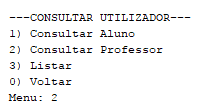 ---CONSULTAR UTILIZADOR---
1) Consultar Aluno
2) Consultar Professor
3) Listar
0) Voltar
Menu: 2